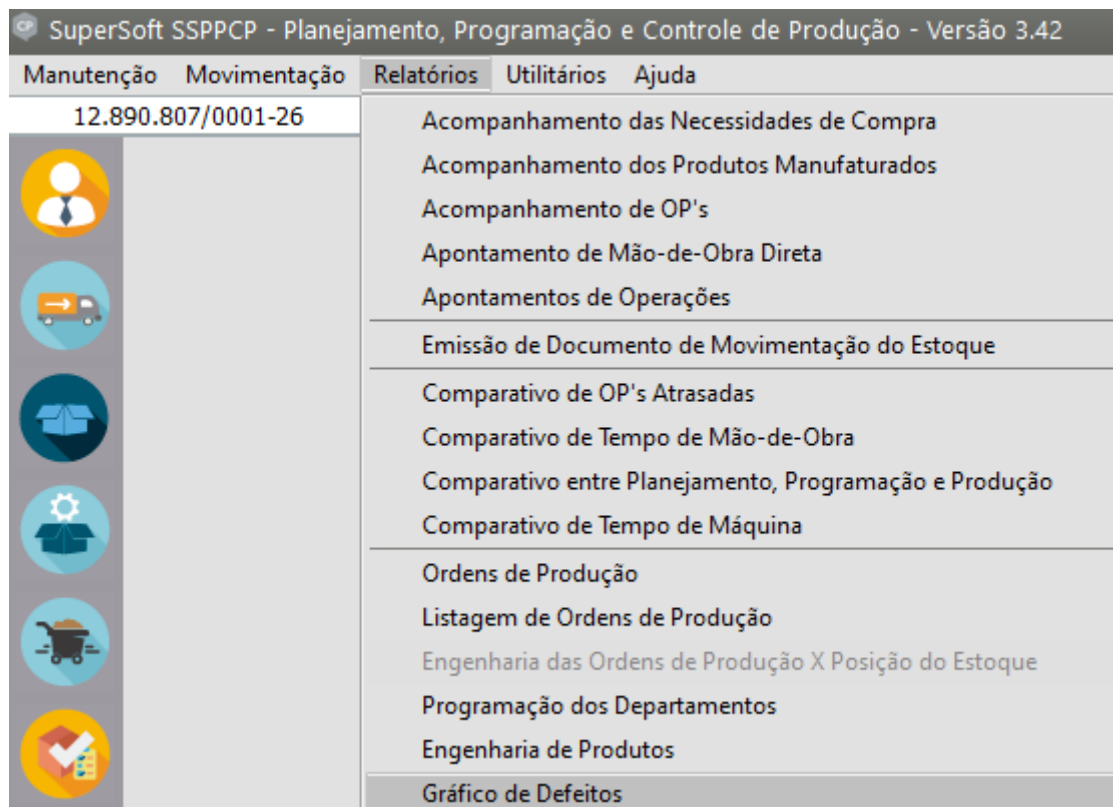 SuperSoft SSPPCP - Planejamento, Programação e Controle de Produção - Versão 3.42
Manutenção Movimentação Relatórios Utilitários Ajuda
12.890.807/0001-26
Acompanhamento das Necessidades de Compra
Acompanhamento dos Produtos Manufaturados
Acompanhamento de OP's
Apontamento de Mão-de-Obra Direta
Apontamentos de Operações
Emissão de Documento de Movimentação do Estoque
Comparativo de OP's Atrasadas
Comparativo de Tempo de Mão-de-Obra
Comparativo entre Planejamento, Programação e Produção
Comparativo de Tempo de Máquina
Ordens de Produção
Listagem de Ordens de Produção
Engenharia das Ordens de Produção X Posição do Estoque
Programação dos Departamentos
Engenharia de Produtos
Gráfico de Defeitos